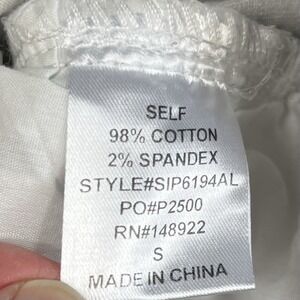 SELF
98% COTTON
2% SPANDEX
STYLE#SIP6194AL
PO#P2500
RN#148922
S
MADE IN CHINA